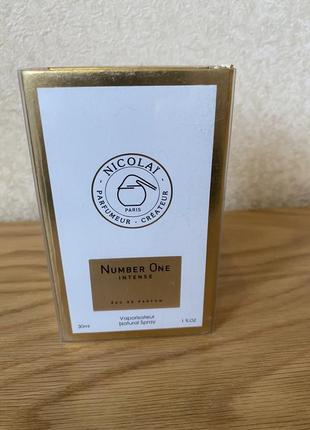 NICOLAÏ
PARFUMEUR - CRÉATEUR
PARIS
NUMBER ONE
INTENSE
EAU DE PARFUM
Vaporisateur
30ml Natural Spray 1 fl.OZ